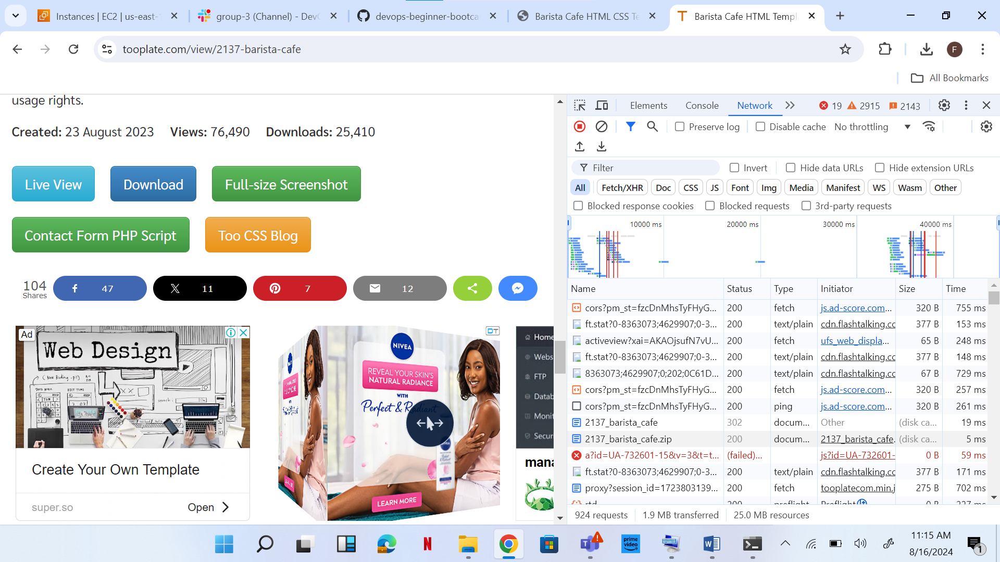 Instances | EC2 | us-east-1
group-3 (Channel) - DevO
devops-beginner-bootca
Barista Cafe HTML CSS Te
Barista Cafe HTML Templ
tooplate.com/view/2137-barista-cafe
F
All Bookmarks
usage rights.
Created: 23 August 2023 Views: 76,490 Downloads: 25,410
Live View
Download
Full-size Screenshot
Contact Form PHP Script
Too CSS Blog
104
Shares
47
11
7
12
Ad
Web Design
Create Your Own Template
super.so
Open
NIVEA
REVEAL YOUR SKIN'S
NATURAL RADIANCE
WITH
Perfect & Radiant
LEARN MORE
DT
Home
Webs
FTP
Datab
Monit
Secur
mana
Elements
Console
Network
19
2915
2143
Preserve log
Disable cache
No throttling
Filter
Invert
Hide data URLs
Hide extension URLs
All
Fetch/XHR
Doc
CSS
JS
Font
Img
Media
Manifest
WS
Wasm
Other
Blocked response cookies
Blocked requests
3rd-party requests
10000 ms
20000 ms
30000 ms
40000 ms
Name Status Type Initiator Size Time
cors?pm_st=fzcDnMhsTyFHyG... 200 fetch js.ad-score.com... 320 B 755 ms
ft.stat?0-8363073;4629907;0-3... 200 text/plain cdn.flashtalking.cc 377 B 153 ms
activeview?xai=AKAOjsufN7vU... 200 fetch ufs_web_displa... 65 B 248 ms
ft.stat?0-8363073;4629907;0-3... 200 text/plain cdn.flashtalking.cc 377 B 148 ms
8363073;4629907;0;202;0C61D... 200 text/plain cdn.flashtalking.cc 67 B 729 ms
cors?pm_st=fzcDnMhsTyFHyG... 200 fetch js.ad-score.com... 320 B 257 ms
cors?pm_st=fzcDnMhsTyFHyG... 200 ping js.ad-score.com... 320 B 261 ms
2137_barista_cafe 302 docum... Other (disk ca... 19 ms
2137_barista_cafe.zip 200 docum... 2137_barista_cafe. (disk ca... 5 ms
a?id=UA-732601-15&v=3&t=t... (failed)... js?id=UA-732601- 0 B 59 ms
ft.stat?0-8363073;4629907;0-3... 200 text/plain cdn.flashtalking.cc 377 B 171 ms
proxy?session_id=1723803139... 200 fetch tooplatecom.min.j 275 B 702 ms
rtd 200 preflight Preflight 0 B 227 ms
924 requests
1.9 MB transferred
25.0 MB resources
prime
video
11:15 AM
8/16/2024
1